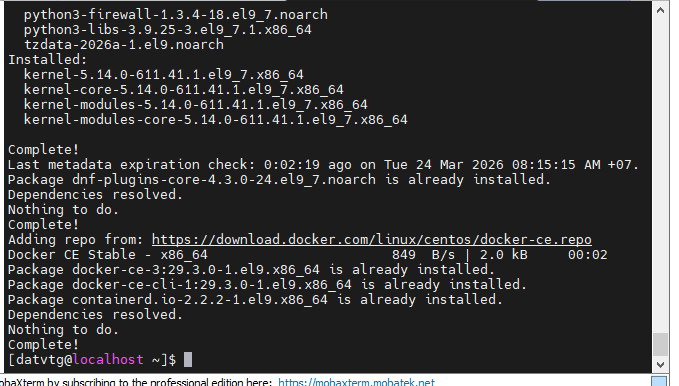 python3-firewall-1.3.4-18.el9_7.noarch
python3-libs-3.9.25-3.el9_7.1.x86_64
tzdata-2026a-1.el9.noarch
Installed:
kernel-5.14.0-611.41.1.el9_7.x86_64
kernel-core-5.14.0-611.41.1.el9_7.x86_64
kernel-modules-5.14.0-611.41.1.el9_7.x86_64
kernel-modules-core-5.14.0-611.41.1.el9_7.x86_64
Complete!
Last metadata expiration check: 0:02:19 ago on Tue 24 Mar 2026 08:15:15 AM +07.
Package dnf-plugins-core-4.3.0-24.el9_7.noarch is already installed.
Dependencies resolved.
Nothing to do.
Complete!
Adding repo from: https://download.docker.com/linux/centos/docker-ce.repo
Docker CE Stable - x86_64 849 B/s | 2.0 kB 00:02
Package docker-ce-3:29.3.0-1.el9.x86_64 is already installed.
Package docker-ce-cli-1:29.3.0-1.el9.x86_64 is already installed.
Package containerd.io-2.2.2-1.el9.x86_64 is already installed.
Dependencies resolved.
Nothing to do.
Complete!
[datvtg@localhost ~]$
obaXterm by subscribing to the professional edition here: https://mobaxterm.mobatek.net